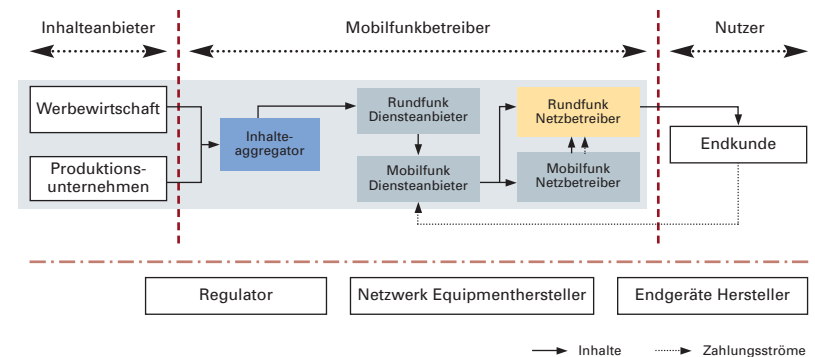 Inhalteanbieter
Mobilfunkbetreiber
Nutzer
Werbewirtschaft
Produktions-
unternehmen
Inhalte-
aggregator
Rundfunk
Diensteanbieter
Mobilfunk
Diensteanbieter
Rundfunk
Netzbetreiber
Mobilfunk
Netzbetreiber
Endkunde
Regulator
Netzwerk Equipmenthersteller
Endgeräte Hersteller
Inhalte
Zahlungsströme